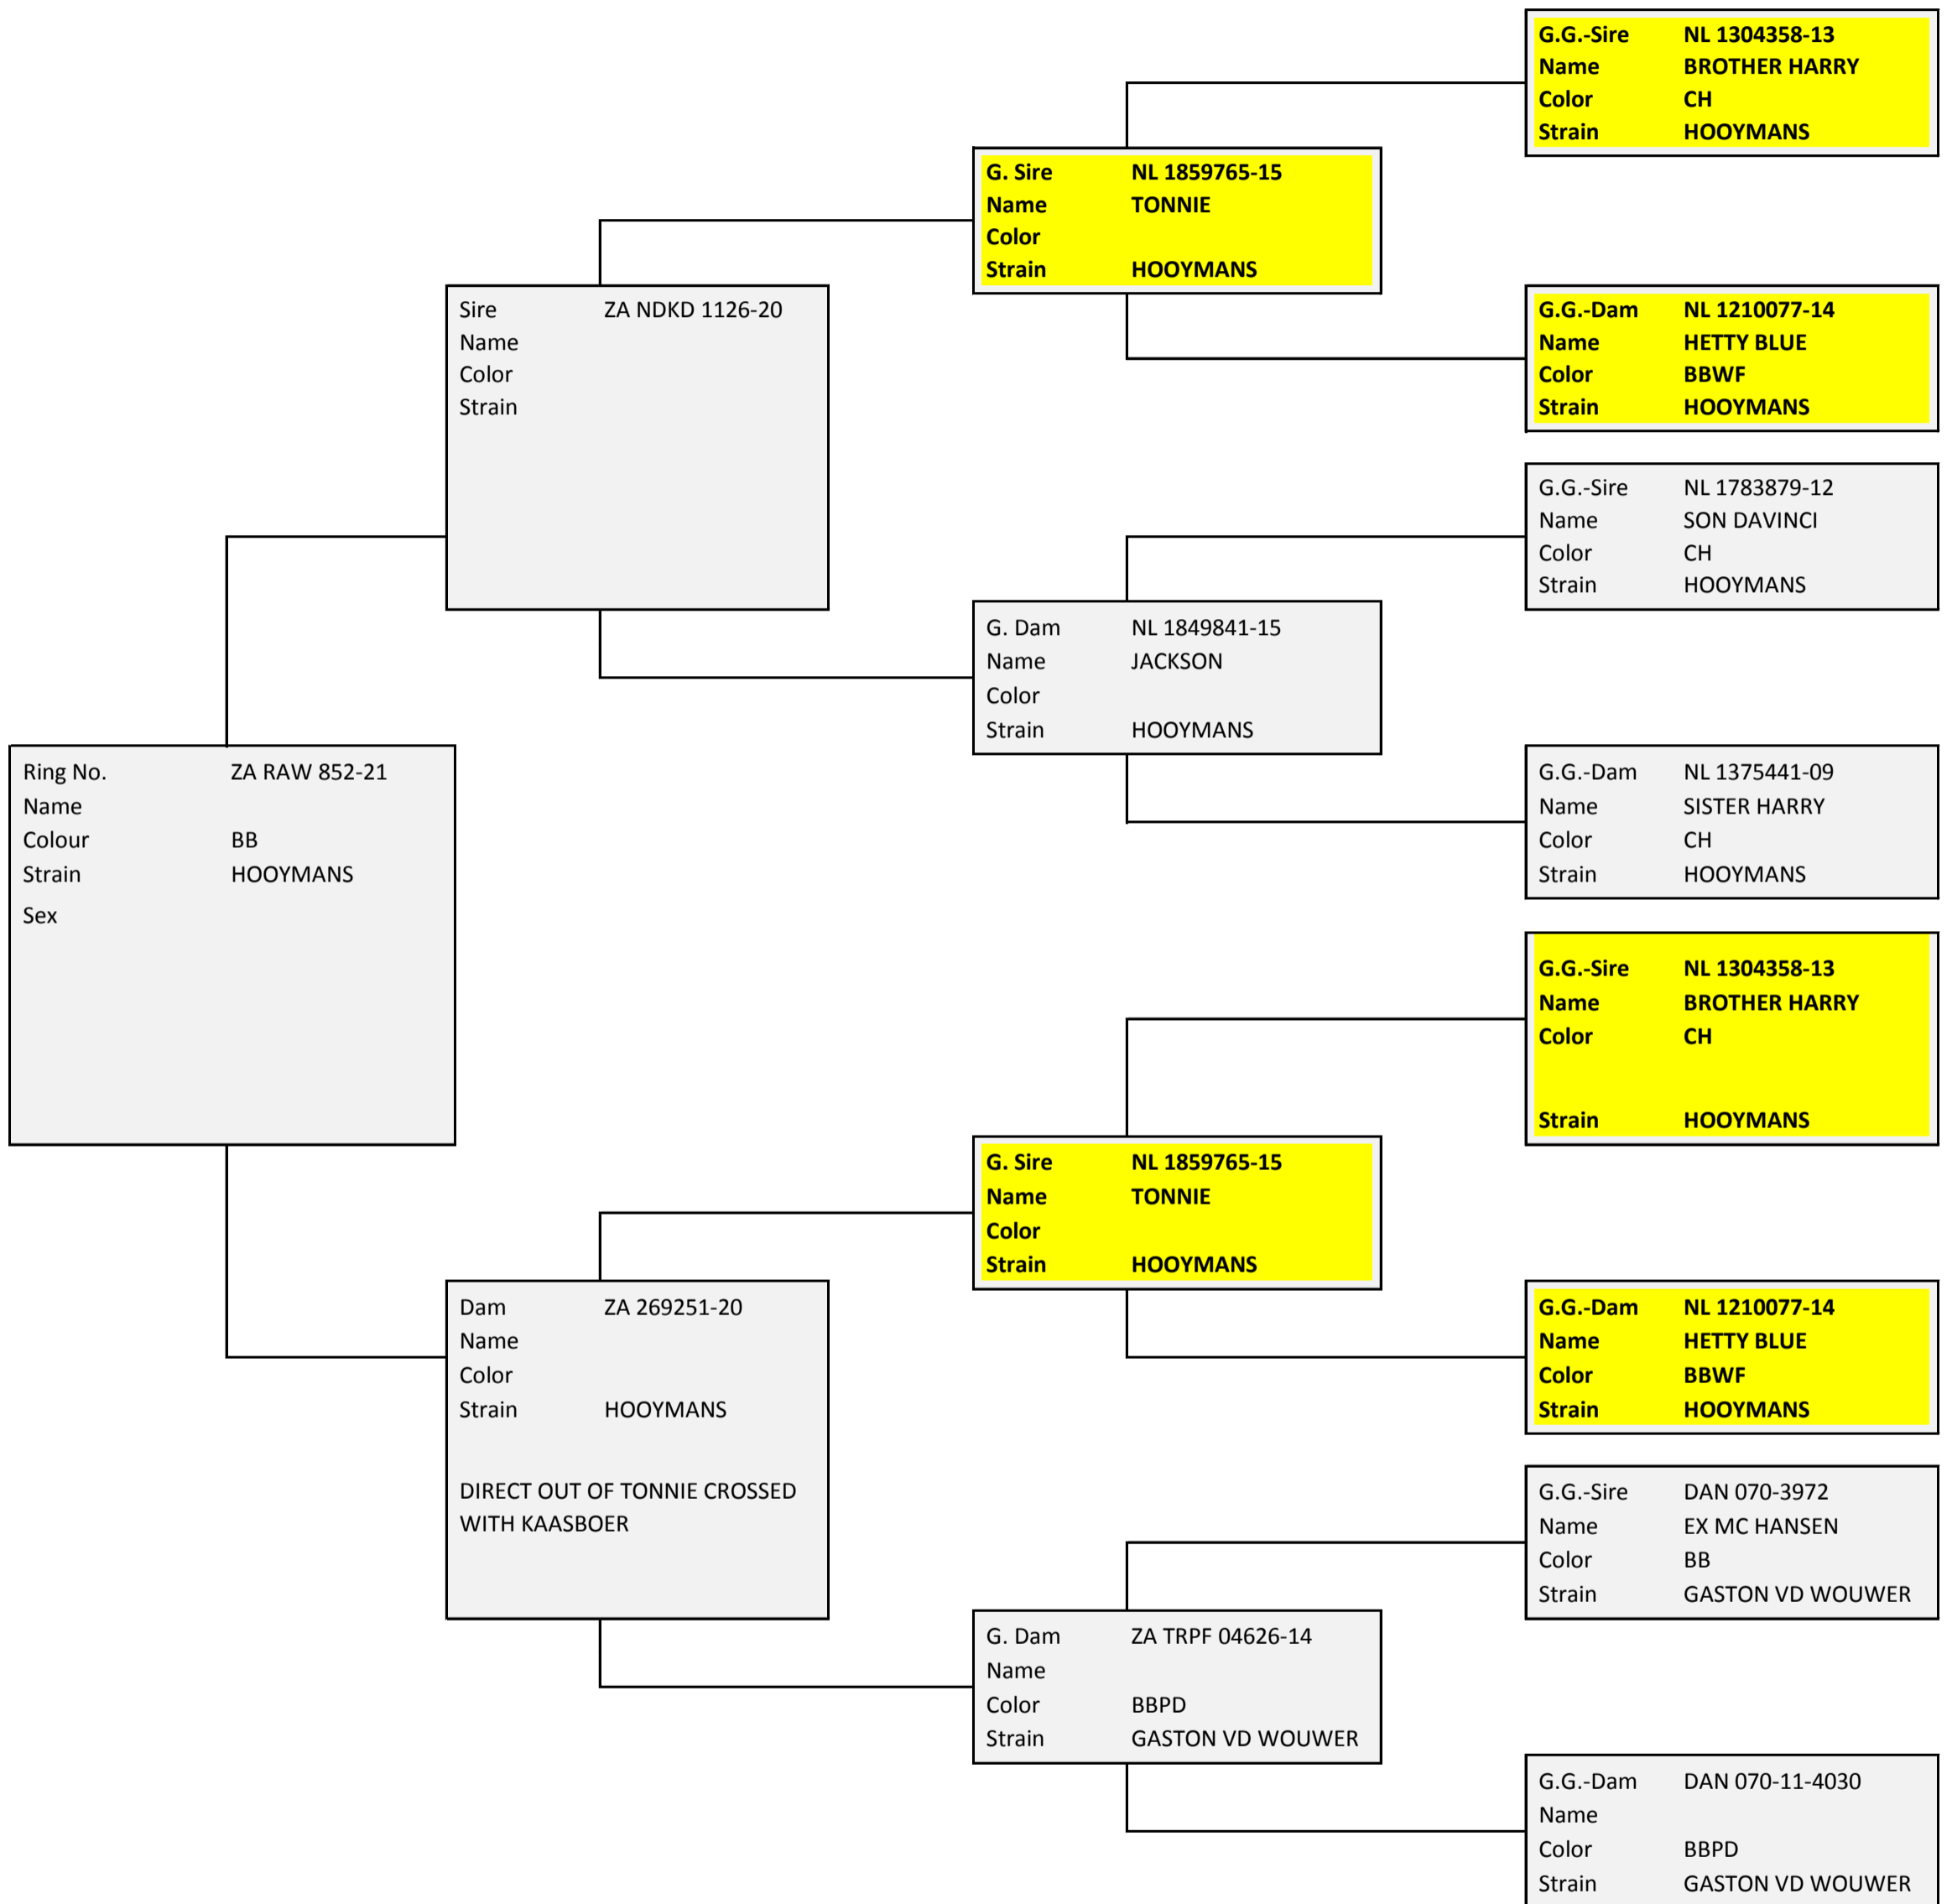 G.G.-Sire NL 1304358-13
Name BROTHER HARRY
Color CH
Strain HOOYMANS
G. Sire NL 1859765-15
Name TONNIE
Color
Strain HOOYMANS
Sire ZA NDKD 1126-20
Name
Color
Strain
G.G.-Dam NL 1210077-14
Name HETTY BLUE
Color BBWF
Strain HOOYMANS
G.G.-Sire NL 1783879-12
Name SON DAVINCI
Color CH
Strain HOOYMANS
G. Dam NL 1849841-15
Name JACKSON
Color
Strain HOOYMANS
Ring No. ZA RAW 852-21
Name
Colour BB
Strain HOOYMANS
Sex
G.G.-Dam NL 1375441-09
Name SISTER HARRY
Color CH
Strain HOOYMANS
G.G.-Sire NL 1304358-13
Name BROTHER HARRY
Color CH
Strain HOOYMANS
G. Sire NL 1859765-15
Name TONNIE
Color
Strain HOOYMANS
Dam ZA 269251-20
Name
Color
Strain HOOYMANS
DIRECT OUT OF TONNIE CROSSED
WITH KAASBOER
G.G.-Dam NL 1210077-14
Name HETTY BLUE
Color BBWF
Strain HOOYMANS
G.G.-Sire DAN 070-3972
Name EX MC HANSEN
Color BB
Strain GASTON VD WOUWER
G. Dam ZA TRPF 04626-14
Name
Color BBPD
Strain GASTON VD WOUWER
G.G.-Dam DAN 070-11-4030
Name
Color BBPD
Strain GASTON VD WOUWER